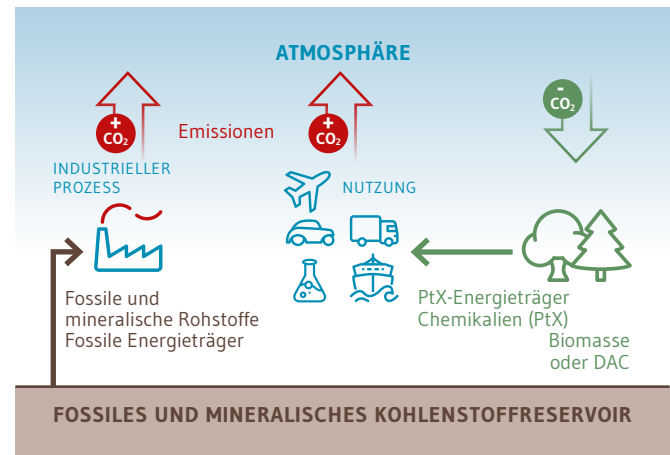 ATMOSPHÄRE
+
CO₂
Emissionen
+
CO₂
-
CO₂
INDUSTRIELLER
PROZESS
NUTZUNG
Fossile und
mineralische Rohstoffe
Fossile Energieträger
PtX-Energieträger
Chemikalien (PtX)
Biomasse
oder DAC
FOSSILES UND MINERALISCHES KOHLENSTOFFRESERVOIR